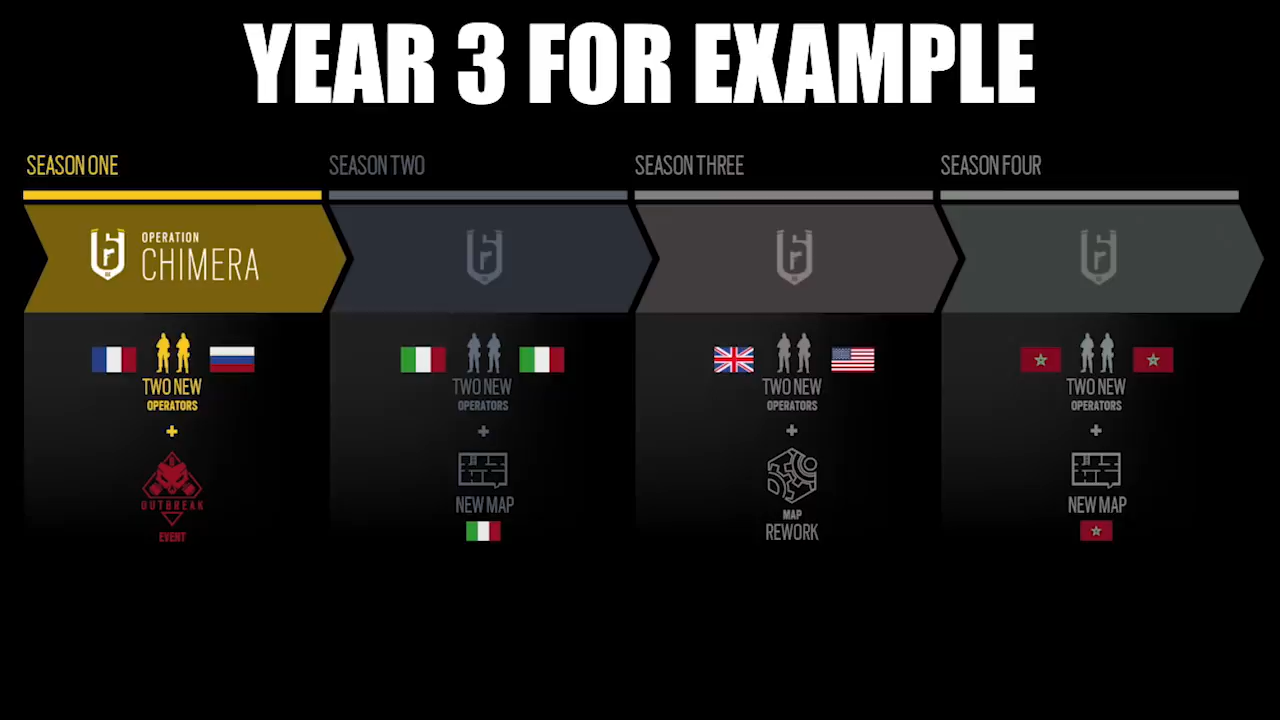 YEAR 3 FOR EXAMPLE
SEASON ONE
SEASON TWO
SEASON THREE
SEASON FOUR
OPERATION
CHIMERA
TWO NEW
OPERATORS
+
OUTBREAK
EVENT
TWO NEW
OPERATORS
+
NEW MAP
TWO NEW
OPERATORS
+
MAP
REWORK
TWO NEW
OPERATORS
+
NEW MAP